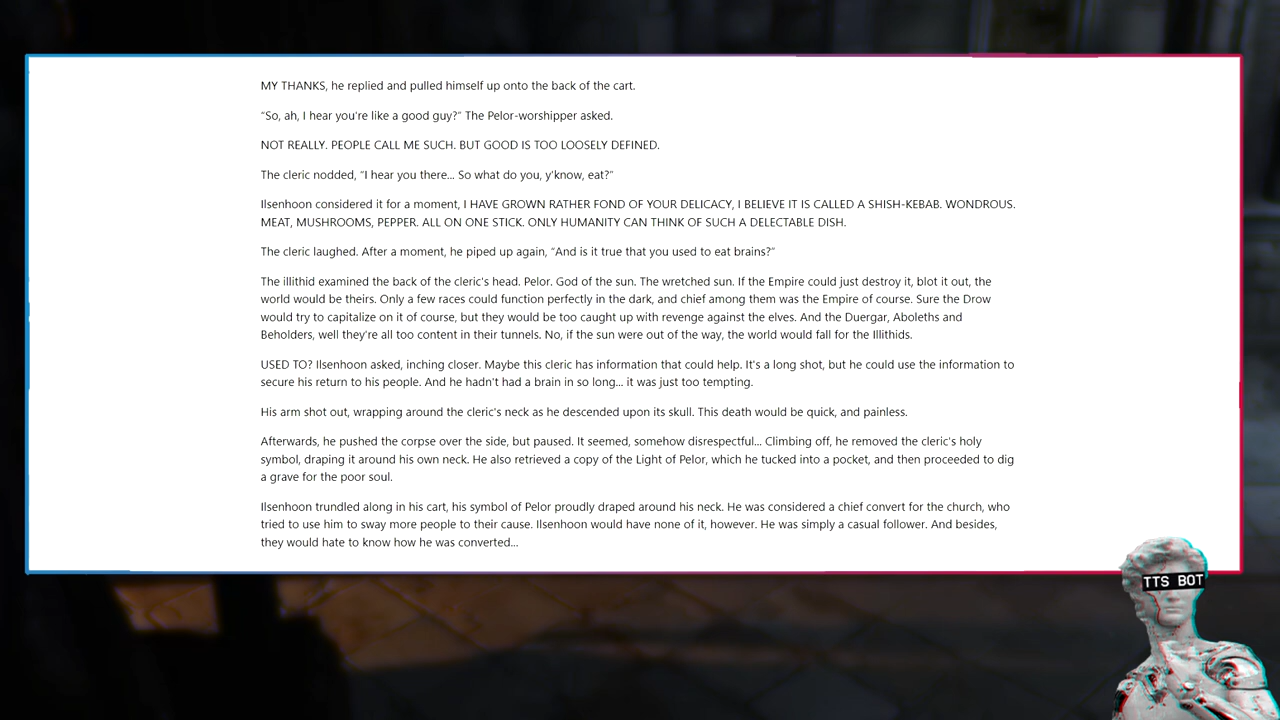 MY THANKS, he replied and pulled himself up onto the back of the cart.
“So, ah, I hear you're like a good guy?” The Pelor-worshipper asked.
NOT REALLY. PEOPLE CALL ME SUCH. BUT GOOD IS TOO LOOSELY DEFINED.
The cleric nodded, “I hear you there... So what do you, y'know, eat?”
Ilsenhoon considered it for a moment, I HAVE GROWN RATHER FOND OF YOUR DELICACY, I BELIEVE IT IS CALLED A SHISH-KEBAB. WONDROUS.
MEAT, MUSHROOMS, PEPPER. ALL ON ONE STICK. ONLY HUMANITY CAN THINK OF SUCH A DELECTABLE DISH.
The cleric laughed. After a moment, he piped up again, “And is it true that you used to eat brains?”
The illithid examined the back of the cleric's head. Pelor. God of the sun. The wretched sun. If the Empire could just destroy it, blot it out, the
world would be theirs. Only a few races could function perfectly in the dark, and chief among them was the Empire of course. Sure the Drow
would try to capitalize on it of course, but they would be too caught up with revenge against the elves. And the Duergar, Aboleths and
Beholders, well they're all too content in their tunnels. No, if the sun were out of the way, the world would fall for the Illithids.
USED TO? Ilsenhoon asked, inching closer. Maybe this cleric has information that could help. It's a long shot, but he could use the information to
secure his return to his people. And he hadn't had a brain in so long... it was just too tempting.
His arm shot out, wrapping around the cleric's neck as he descended upon its skull. This death would be quick, and painless.
Afterwards, he pushed the corpse over the side, but paused. It seemed, somehow disrespectful... Climbing off, he removed the cleric's holy
symbol, draping it around his own neck. He also retrieved a copy of the Light of Pelor, which he tucked into a pocket, and then proceeded to dig
a grave for the poor soul.
Ilsenhoon trundled along in his cart, his symbol of Pelor proudly draped around his neck. He was considered a chief convert for the church, who
tried to use him to sway more people to their cause. Ilsenhoon would have none of it, however. He was simply a casual follower. And besides,
they would hate to know how he was converted...
TTS BOT